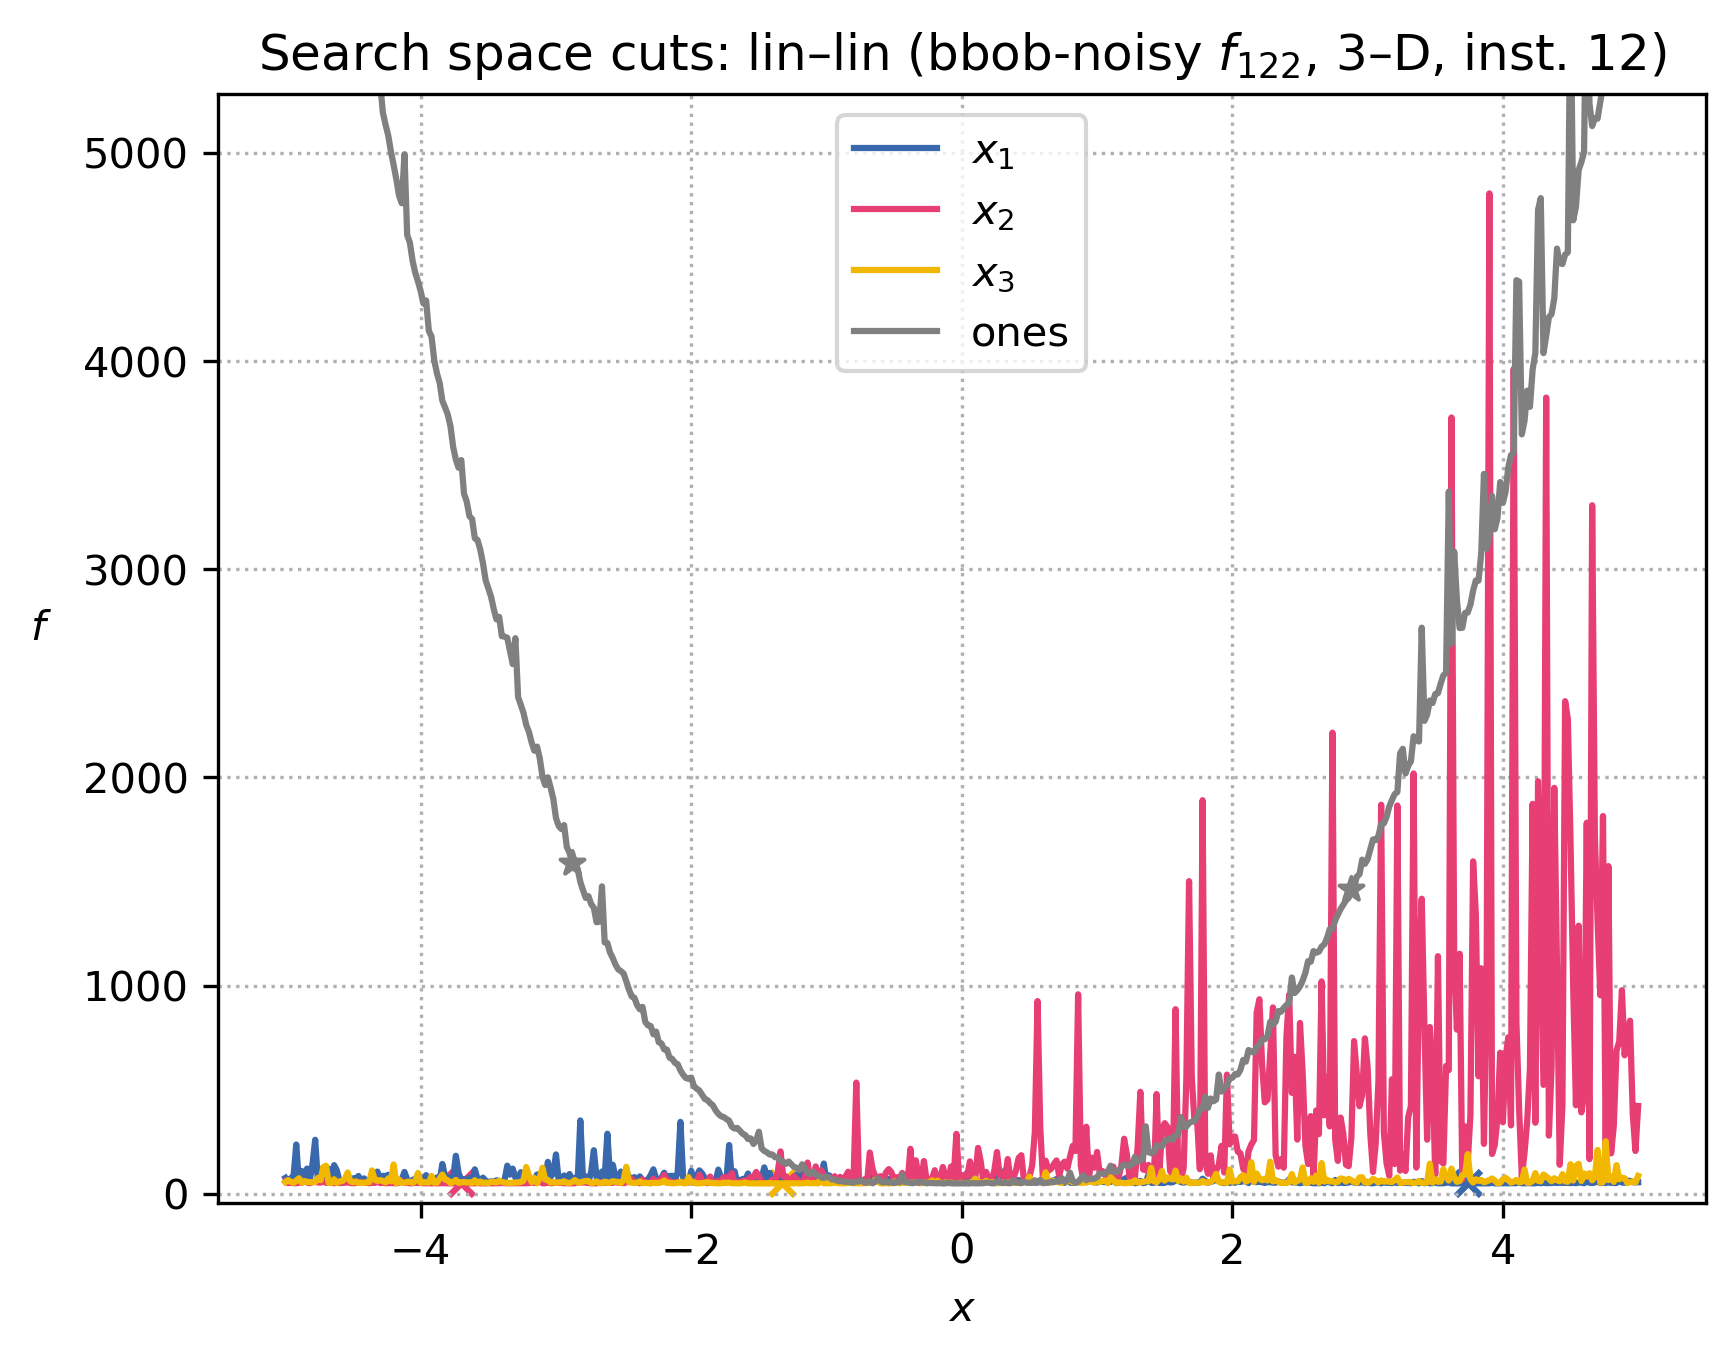 Search space cuts: lin–lin (bbob-noisy f122, 3–D, inst. 12)
5000
4000
3000
2000
1000
0
f
x1
x2
x3
ones
−4 −2 0 2 4
x